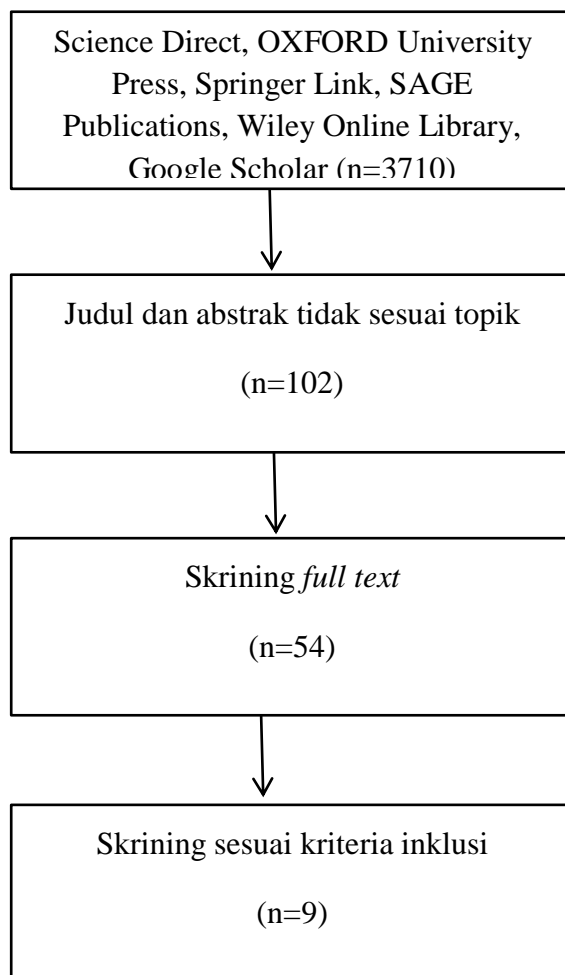 Science Direct, OXFORD University
Press, Springer Link, SAGE
Publications, Wiley Online Library,
Google Scholar (n=3710)
Judul dan abstrak tidak sesuai topik
(n=102)
Skrining full text
(n=54)
Skrining sesuai kriteria inklusi
(n=9)